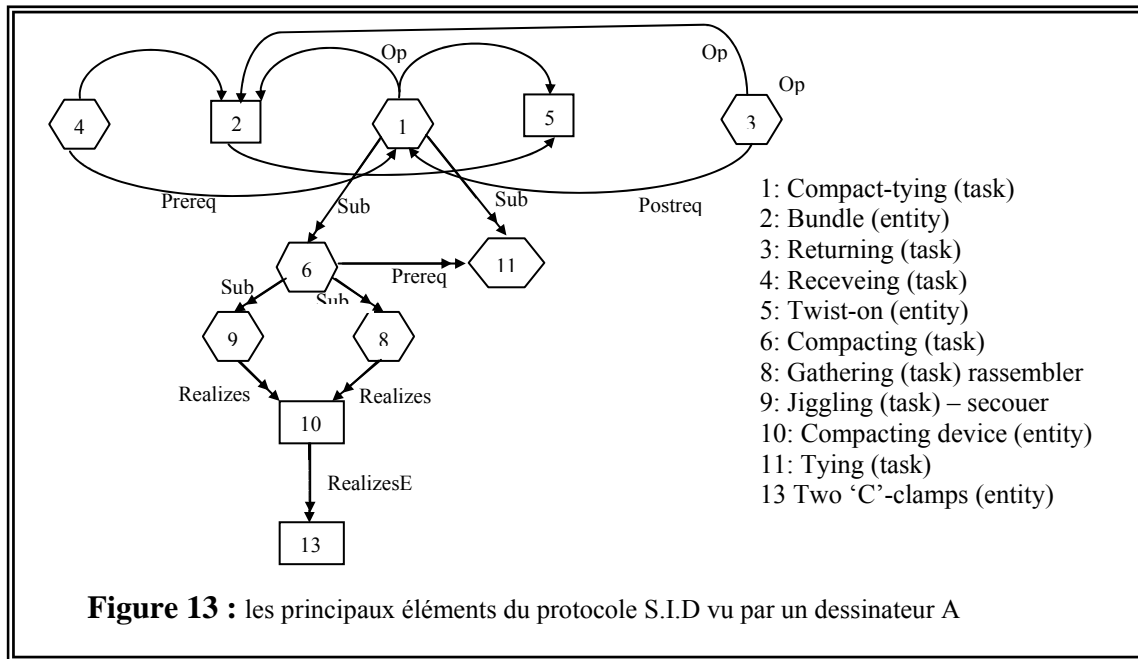 Op
Op
Op
4
2
1
5
3
Prereq
Sub
Sub
Postreq
6
Prereq
11
Sub
Sub
9
8
Realizes
Realizes
10
RealizesE
13
1: Compact-tying (task)
2: Bundle (entity)
3: Returning (task)
4: Receveing (task)
5: Twist-on (entity)
6: Compacting (task)
8: Gathering (task) rassembler
9: Jiggling (task) – secouer
10: Compacting device (entity)
11: Tying (task)
13 Two ‘C’-clamps (entity)
Figure 13 : les principaux éléments du protocole S.I.D vu par un dessinateur A